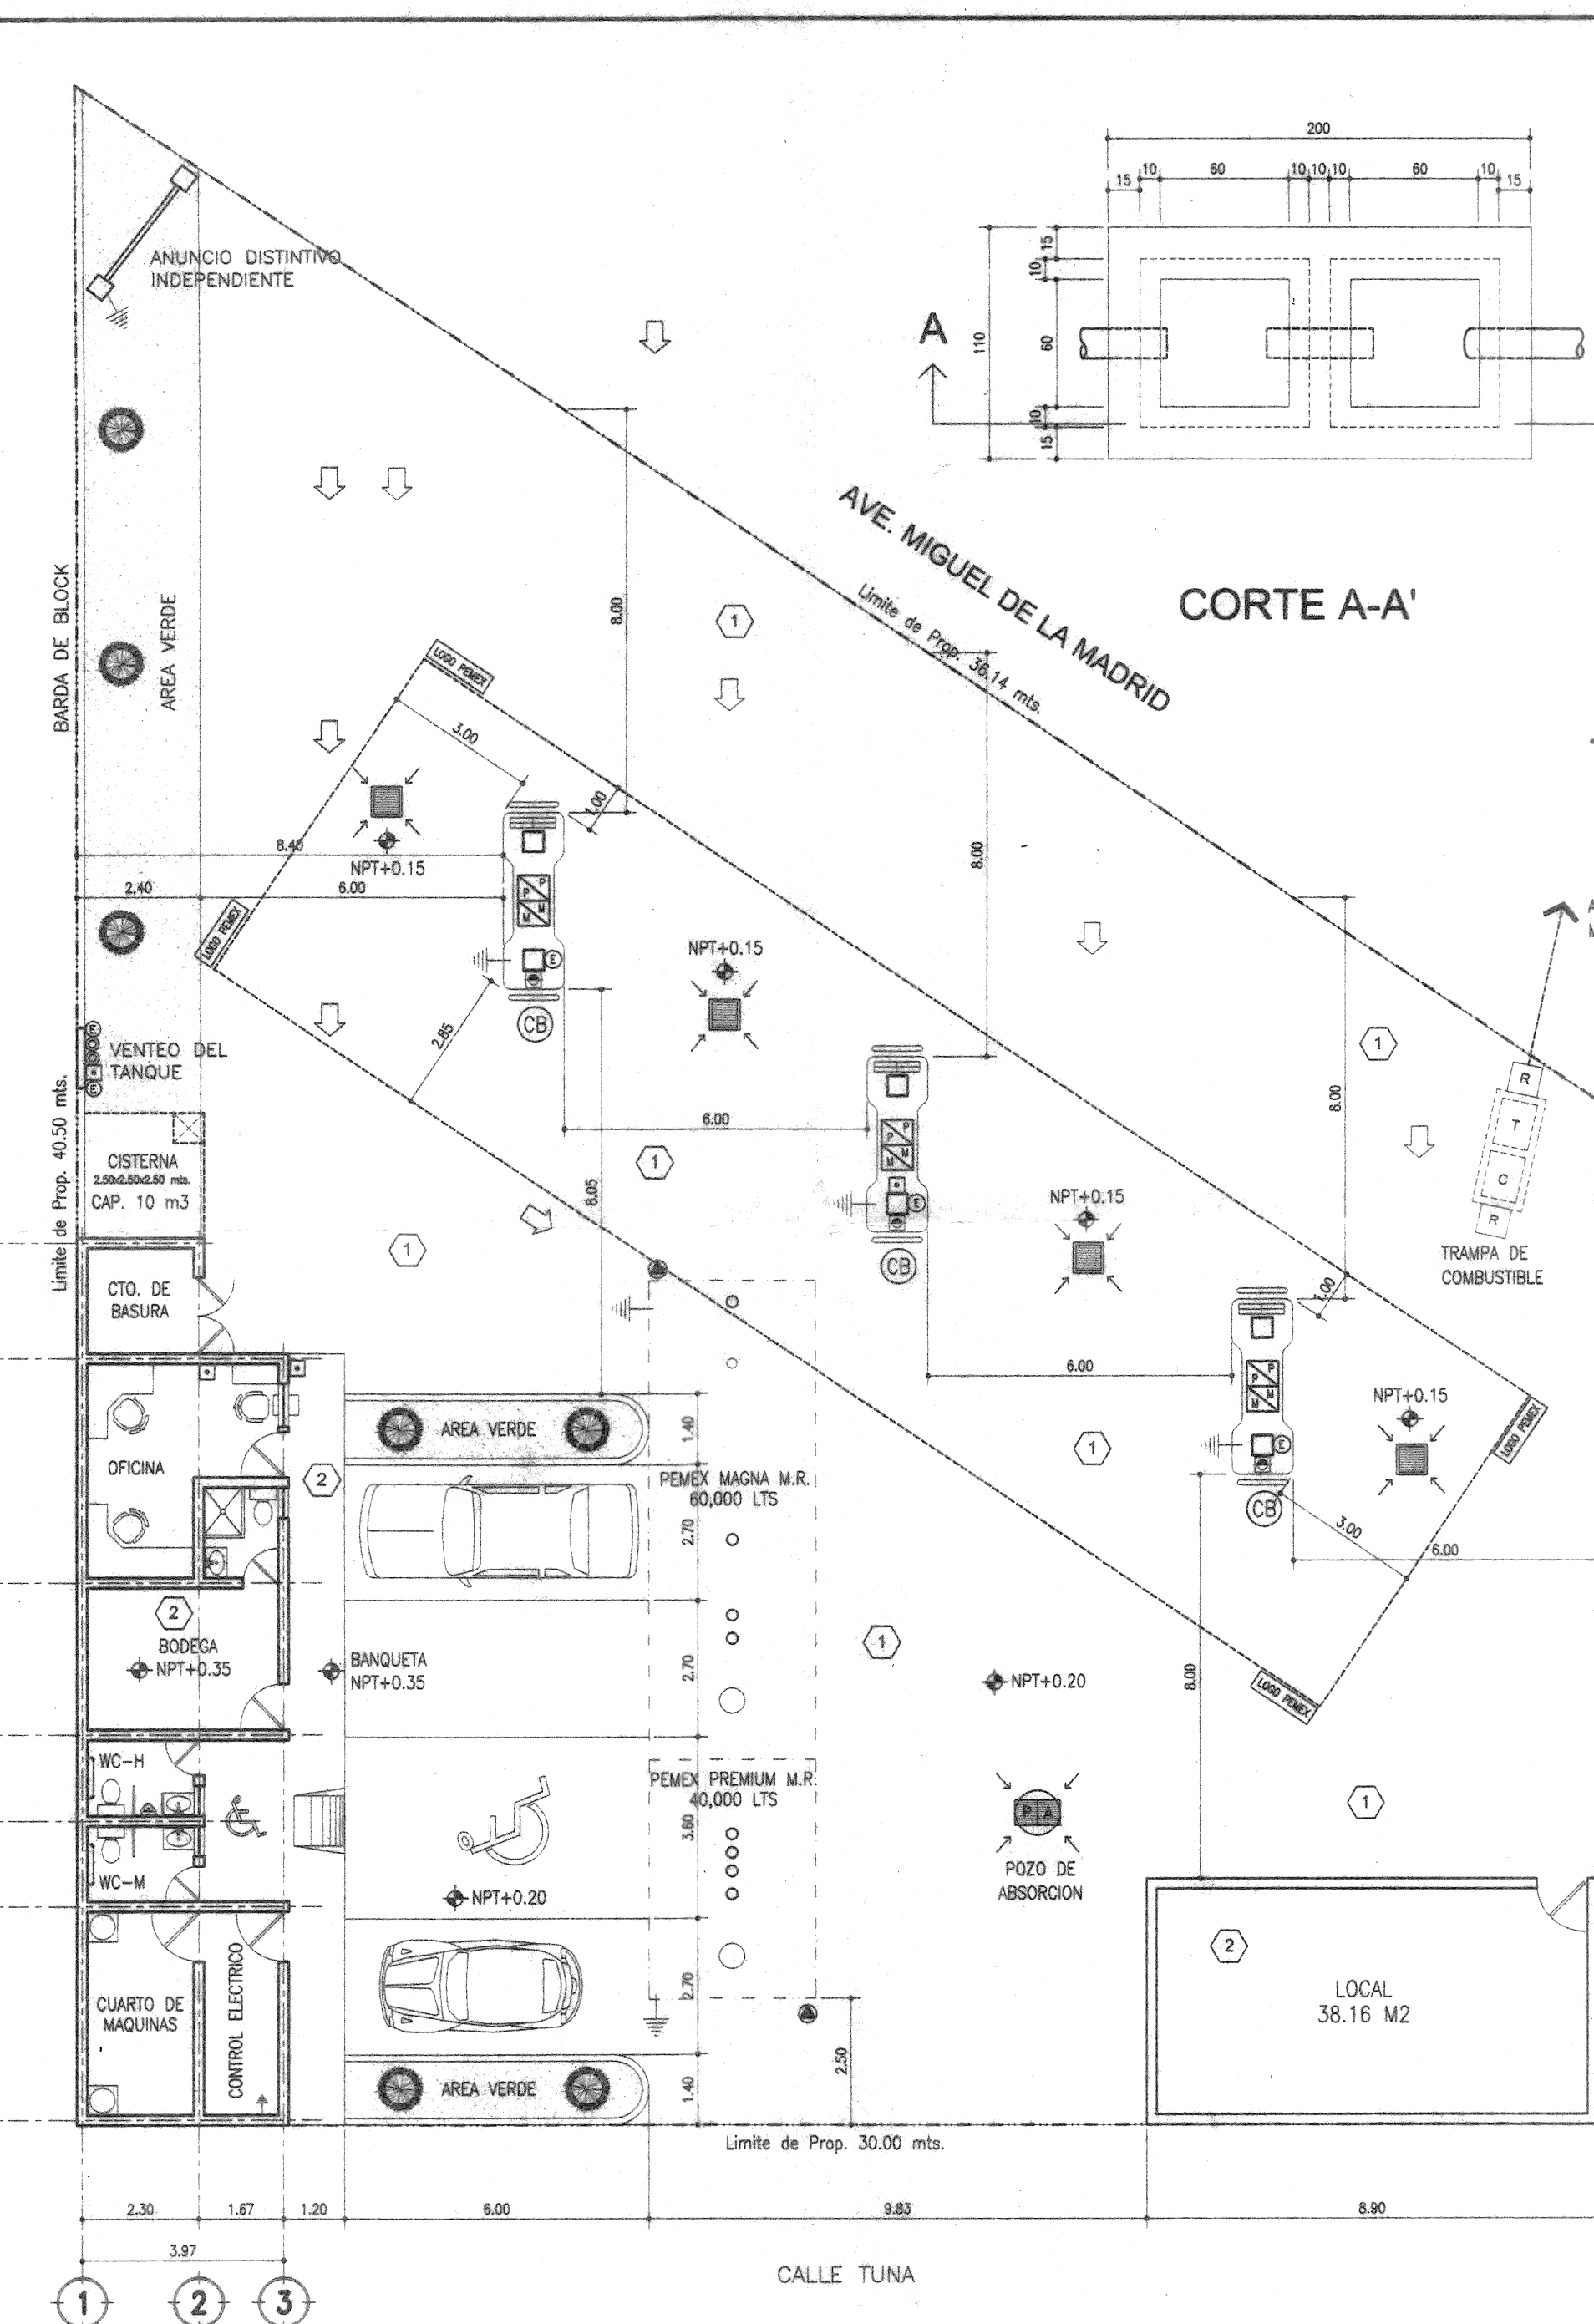 200
15
10
60
10
10
10
60
10
15
110
15
10
60
10
15
A
ANUNCIO DISTINTIVO
INDEPENDIENTE
AVE. MIGUEL DE LA MADRID
Limite de Prop. 36.14 mts.
CORTE A-A'
BARDA DE BLOCK
AREA VERDE
8.00
1
LOGO PEMEX
3.00
1.00
8.40
NPT+0.15
2.40
6.00
P
P
M
M
E
CB
LOGO PEMEX
2.85
8.00
NPT+0.15
VENTEO DEL
TANQUE
E
E
Limite de Prop. 40.50 mts.
CISTERNA
2.50x2.50x2.50 mts.
CAP. 10 m3
6.00
P
P
M
M
E
CB
8.05
1
1
1
8.00
R
T
C
R
TRAMPA DE
COMBUSTIBLE
NPT+0.15
CTO. DE
BASURA
1.00
6.00
P
P
M
M
E
CB
NPT+0.15
LOGO PEMEX
AREA VERDE
1.40
OFICINA
2
PEMEX MAGNA M.R.
60,000 LTS
2.70
1
3.00
6.00
2
BODEGA
NPT+0.35
BANQUETA
NPT+0.35
2.70
1
NPT+0.20
8.00
LOGO PEMEX
WC-H
WC-M
PEMEX PREMIUM M.R.
40,000 LTS
3.60
NPT+0.20
P A
POZO DE
ABSORCION
1
2
LOCAL
38.16 M2
CUARTO DE
MAQUINAS
CONTROL ELECTRICO
2.70
2.50
AREA VERDE
1.40
Limite de Prop. 30.00 mts.
2.30
1.67
1.20
6.00
9.83
8.90
3.97
CALLE TUNA
1
2
3